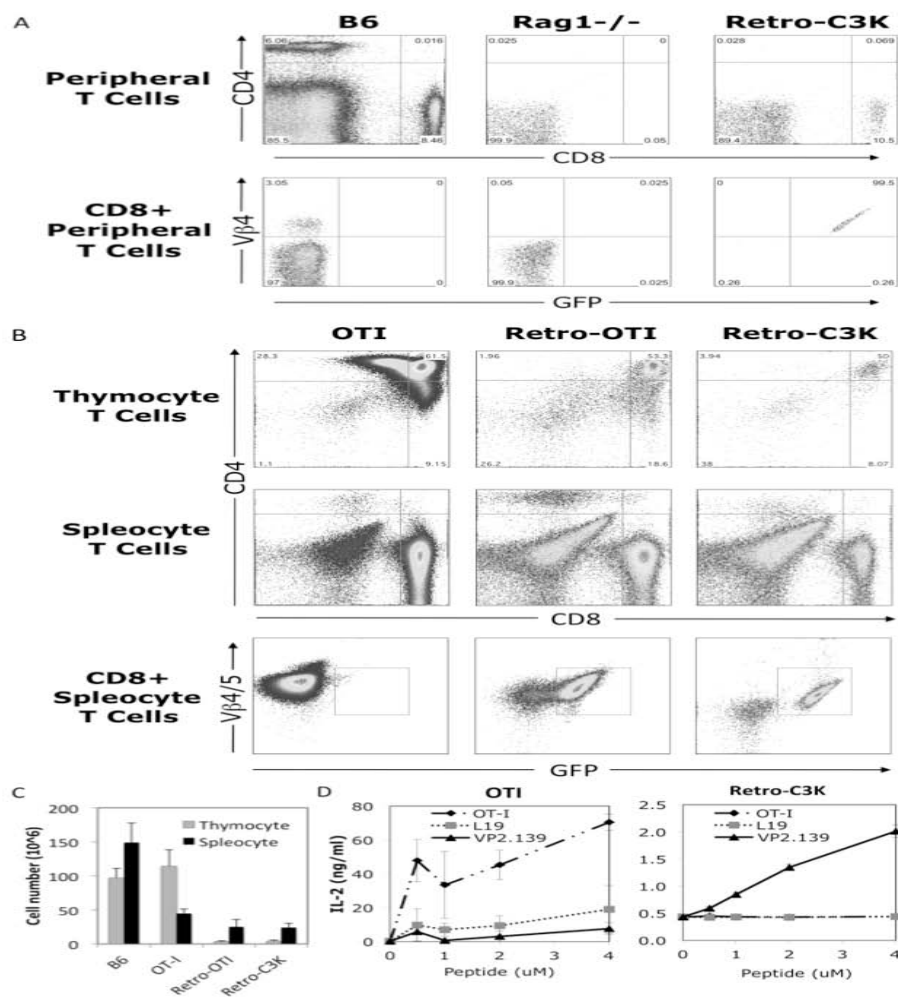 A
B6 Rag1-/- Retro-C3K
Peripheral
T Cells
CD4
6.06 0.016
85.5 8.46
0.025 0
99.9 0.05
0.028 0.069
89.4 10.5
CD8
CD8+
Peripheral
T Cells
Vβ4
3.05 0
97 0
0.05 0.025
99.9 0.025
99.5
0.26 0.26
GFP
B
OTI Retro-OTI Retro-C3K
Thymocyte
T Cells
CD4
28.3 61.5
1.1 9.15
1.96 53.3
26.2 18.6
3.94 50
38 8.07
Spleocyte
T Cells
CD8
CD8+
Spleocyte
T Cells
Vβ4/5
GFP
C
Cell number (10^6)
200
150
100
50
0
Thymocyte
Spleocyte
B6 OT-I Retro-OTI Retro-C3K
D
OTI
IL-2 (ng/ml)
80
60
40
20
0
OT-I
L19
VP2.139
0 1 2 3 4
Peptide (uM)
Retro-C3K
2.5
2.0
1.5
1.0
0.5
0.0
OT-I
L19
VP2.139
0 1 2 3 4
Peptide (uM)